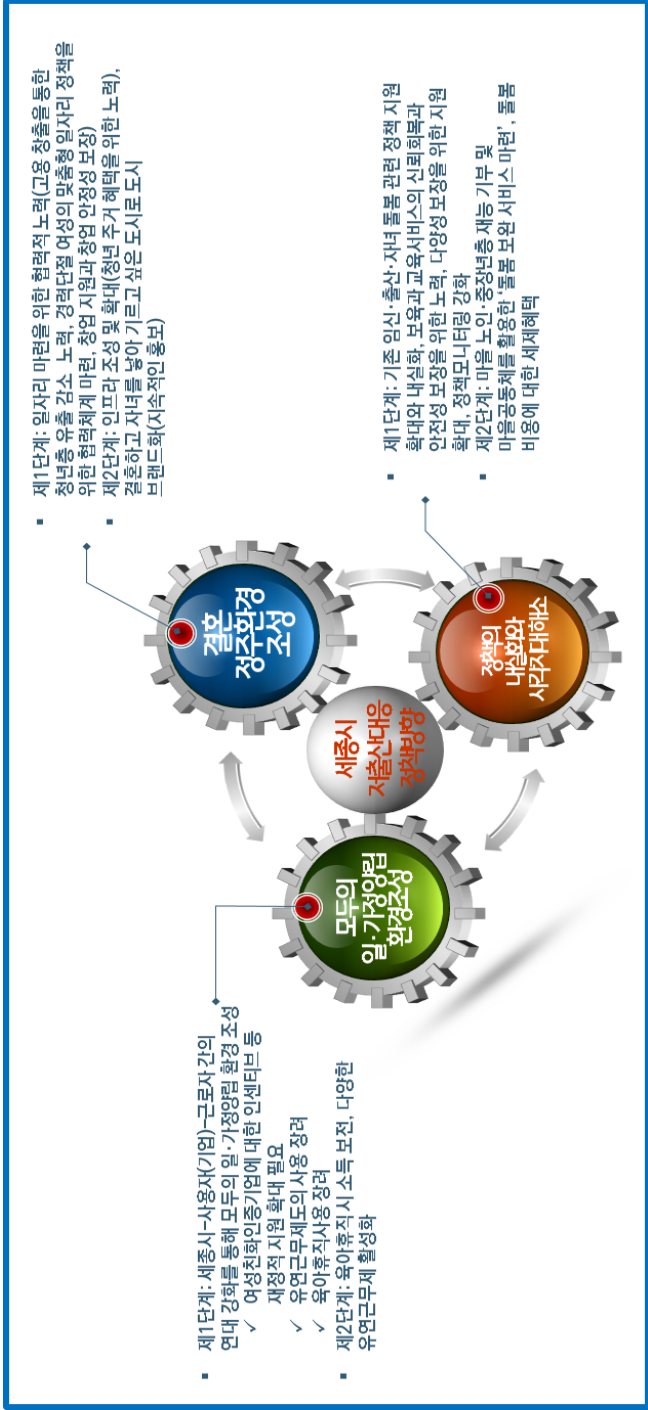 제1단계: 세종시-사용자(기업)-근로자 간의
연대 강화를 통해 모두의 일·가정양립 환경 조성
✓ 여성친화인증기업에 대한 인센티브 등
재정적 지원 확대 필요
✓ 유연근무제도의 사용 장려
✓ 육아휴직사용 장려
제2단계: 육아휴직 시 소득 보전, 다양한
유연근무제 활성화
모두의
일·가정양립
환경조성
세종시
저출산대응
정책방향
결혼
정주환경
조성
정책의
내실화와
사각지대해소
제1단계: 일자리 마련을 위한 협력적 노력(고용 창출을 통한
청년층 유출 감소 노력, 경력단절 여성의 맞춤형 일자리 정책을
위한 협력체계 마련, 창업 지원과 창업 안정성 보장)
제2단계: 인프라 조성 및 확대(청년 주거 혜택을 위한 노력),
결혼하고 자녀를 낳아 기르고 싶은 도시로 도시
브랜드화(지속적인 홍보)
제1단계: 기존 임신·출산·자녀 돌봄 관련 정책 지원
확대와 내실화, 보육과 교육서비스의 신뢰회복과
안전성 보장을 위한 노력, 다양성 보장을 위한 지원
확대, 정책모니터링 강화
제2단계: 마을 노인·중장년층 재능 기부 및
마을공동체를 활용한 '돌봄 보완 서비스 마련', 돌봄
비용에 대한 세제혜택